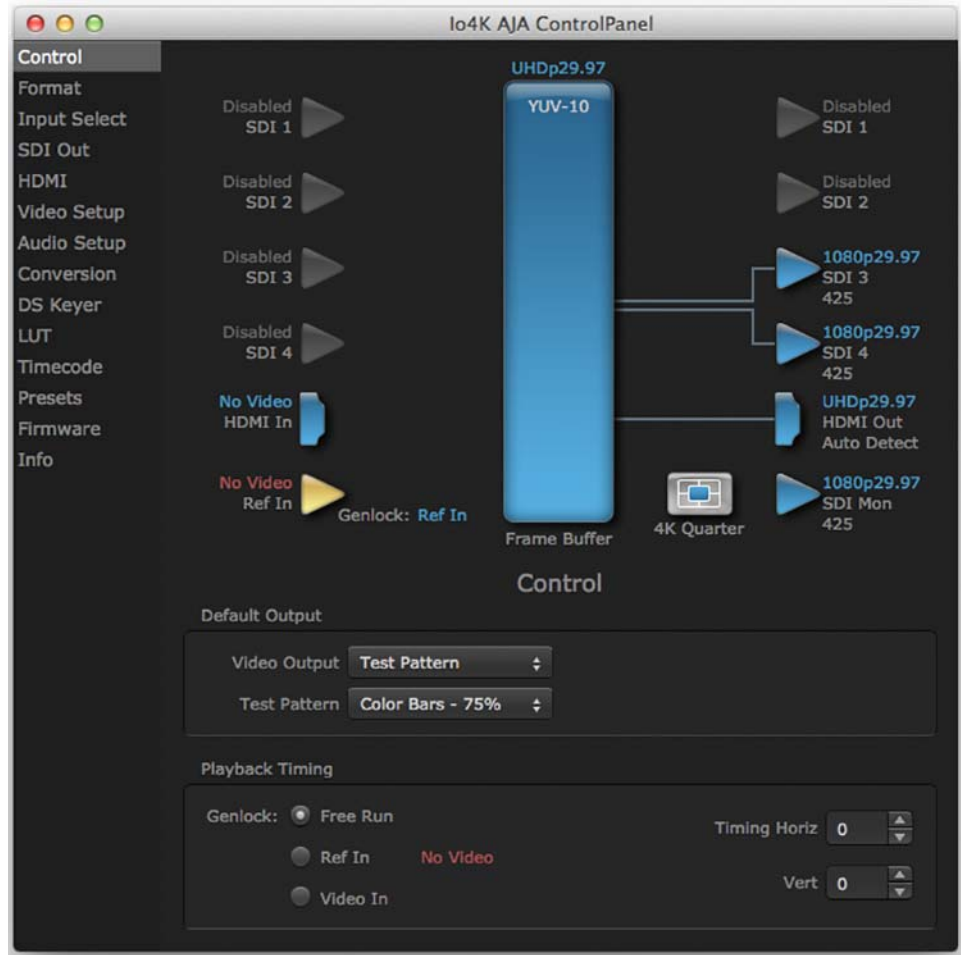 Io4K AJA ControlPanel
Control
Format
Input Select
SDI Out
HDMI
Video Setup
Audio Setup
Conversion
DS Keyer
LUT
Timecode
Presets
Firmware
Info
UHDp29.97
YUV-10
Frame Buffer
Disabled
SDI 1
Disabled
SDI 2
Disabled
SDI 3
Disabled
SDI 4
No Video
HDMI In
No Video
Ref In
Genlock: Ref In
Disabled
SDI 1
Disabled
SDI 2
1080p29.97
SDI 3
425
1080p29.97
SDI 4
425
UHDp29.97
HDMI Out
Auto Detect
4K Quarter
1080p29.97
SDI Mon
425
Control
Default Output
Video Output Test Pattern
Test Pattern Color Bars - 75%
Playback Timing
Genlock: Free Run
Ref In No Video
Video In
Timing Horiz 0
Vert 0